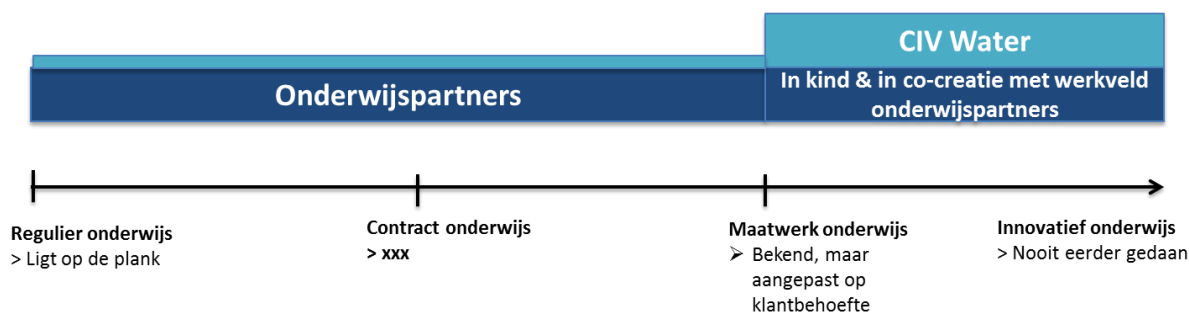 CIV Water
Onderwijspartners
In kind & in co-creatie met werkveld
onderwijspartners
Regulier onderwijs
> Ligt op de plank
Contract onderwijs
> xxx
Maatwerk onderwijs
➢ Bekend, maar
aangepast op
klantbehoefte
Innovatief onderwijs
> Nooit eerder gedaan